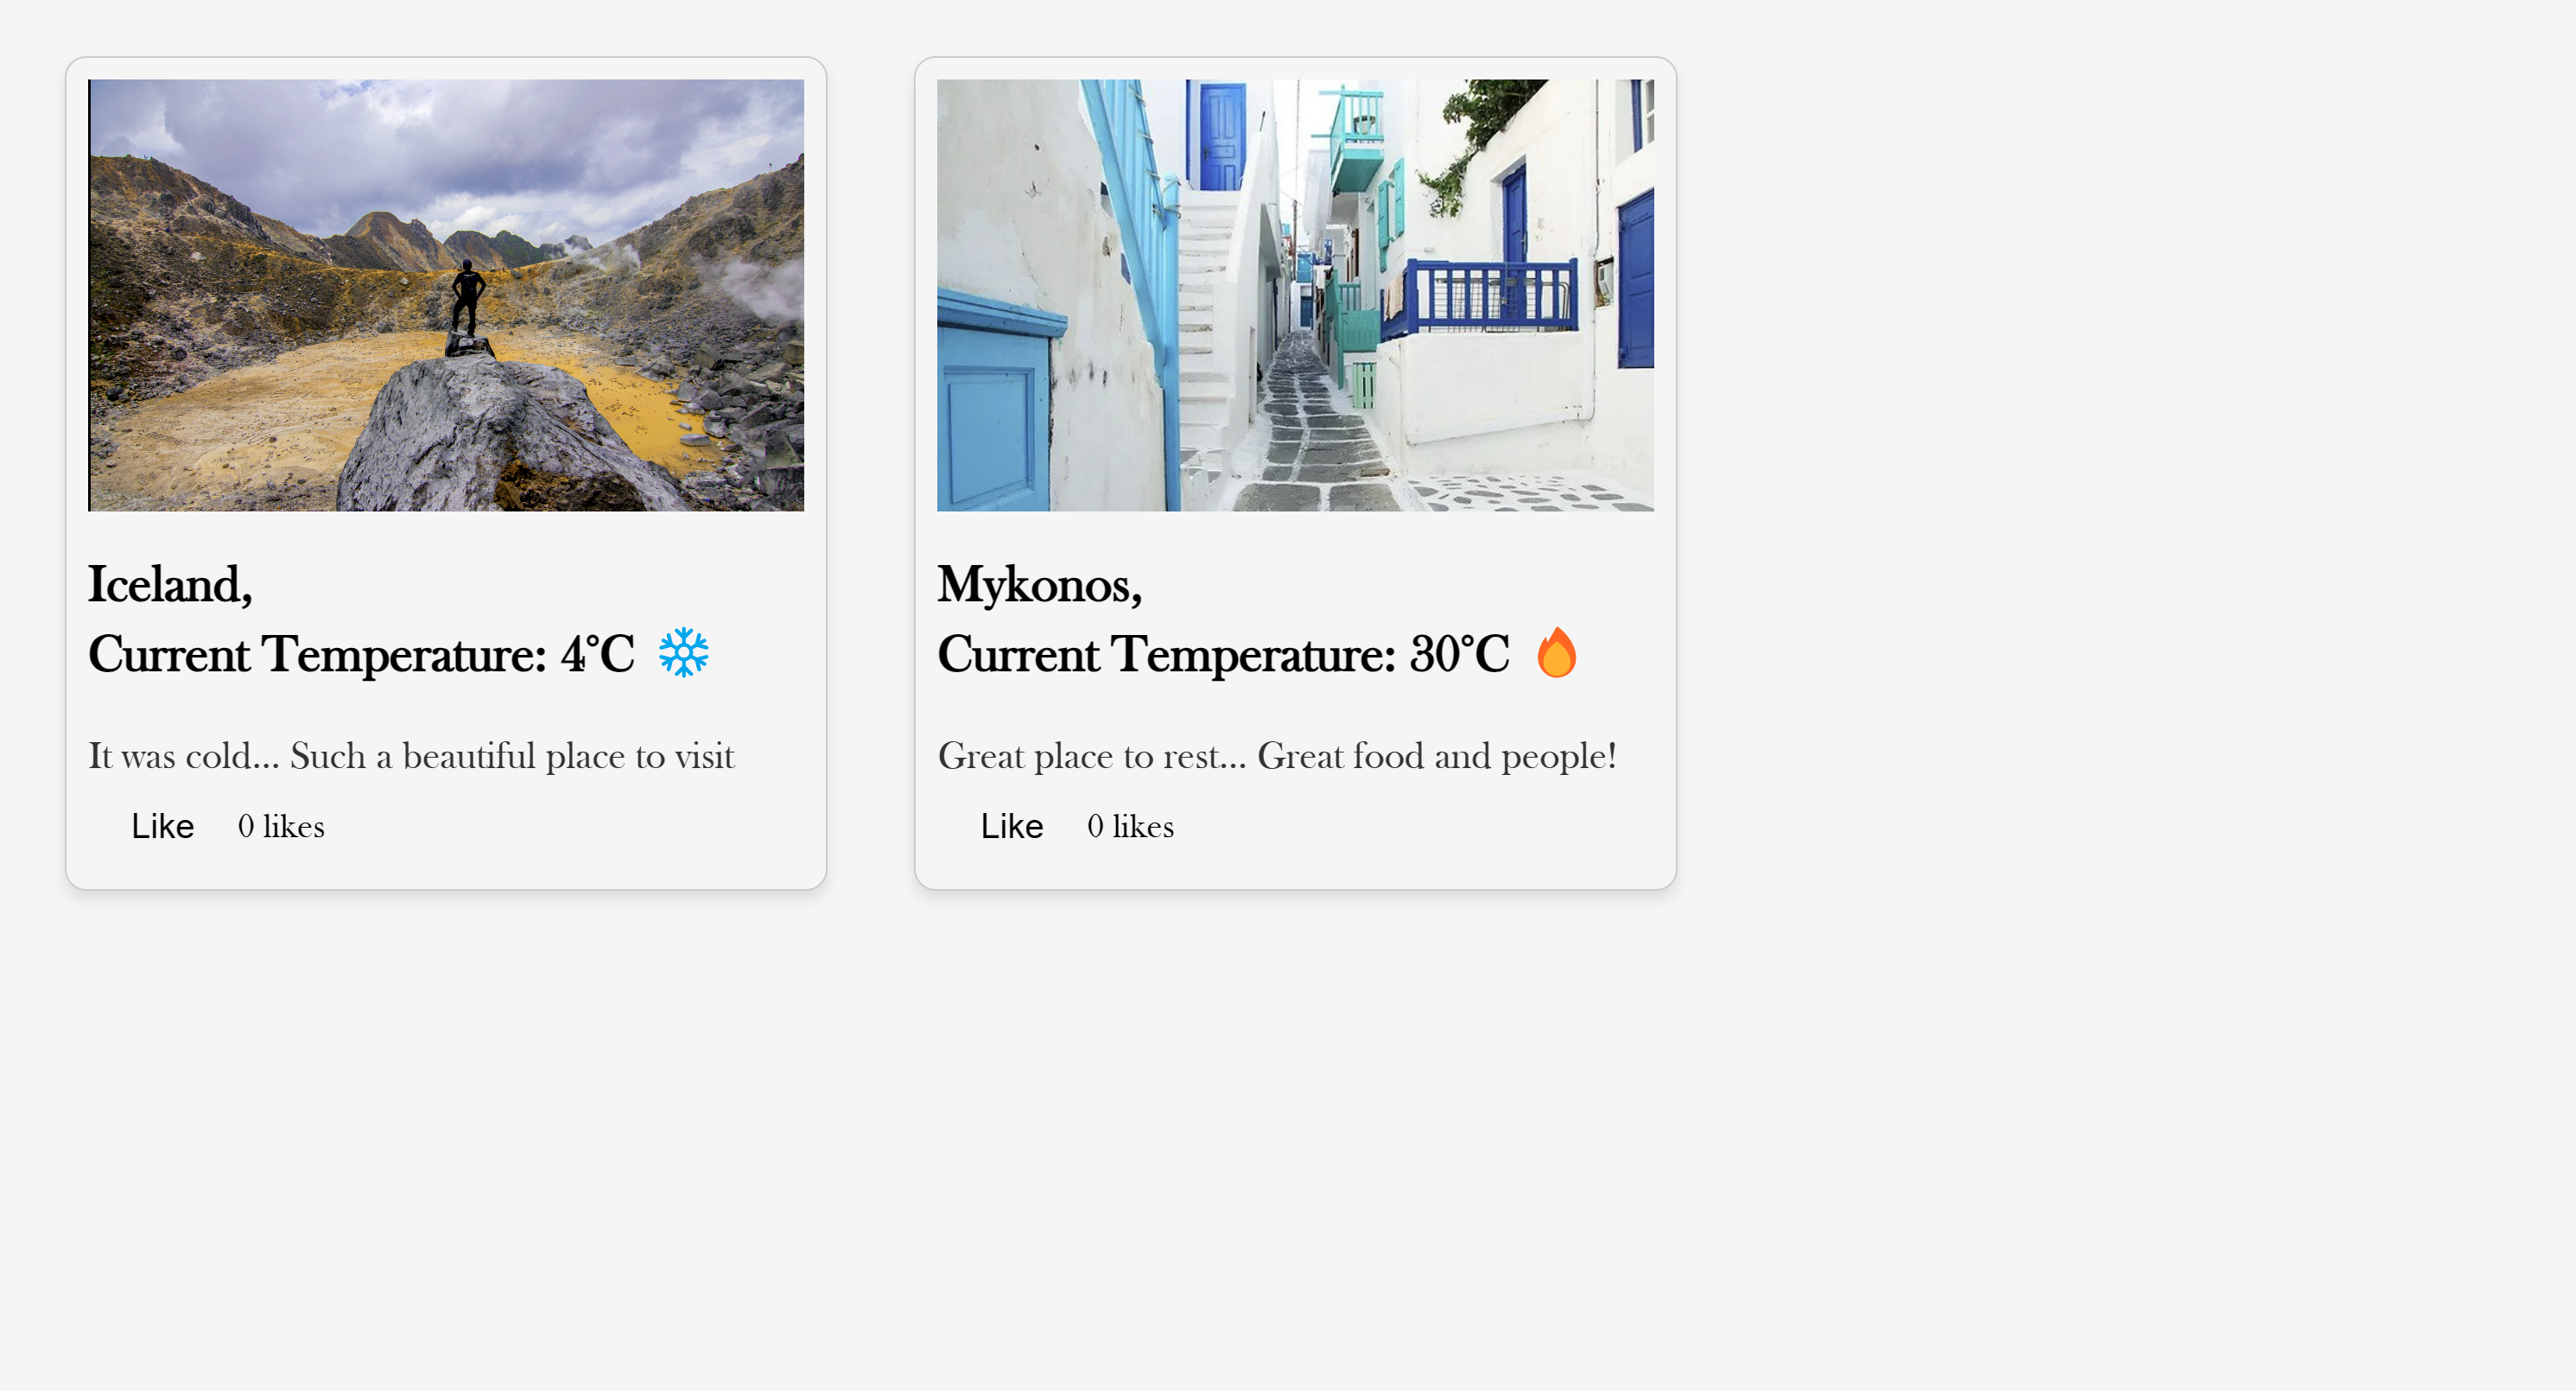 Iceland,
Current Temperature: 4°C ❄
It was cold... Such a beautiful place to visit
Like 0 likes
Mykonos,
Current Temperature: 30°C 🔥
Great place to rest... Great food and people!
Like 0 likes